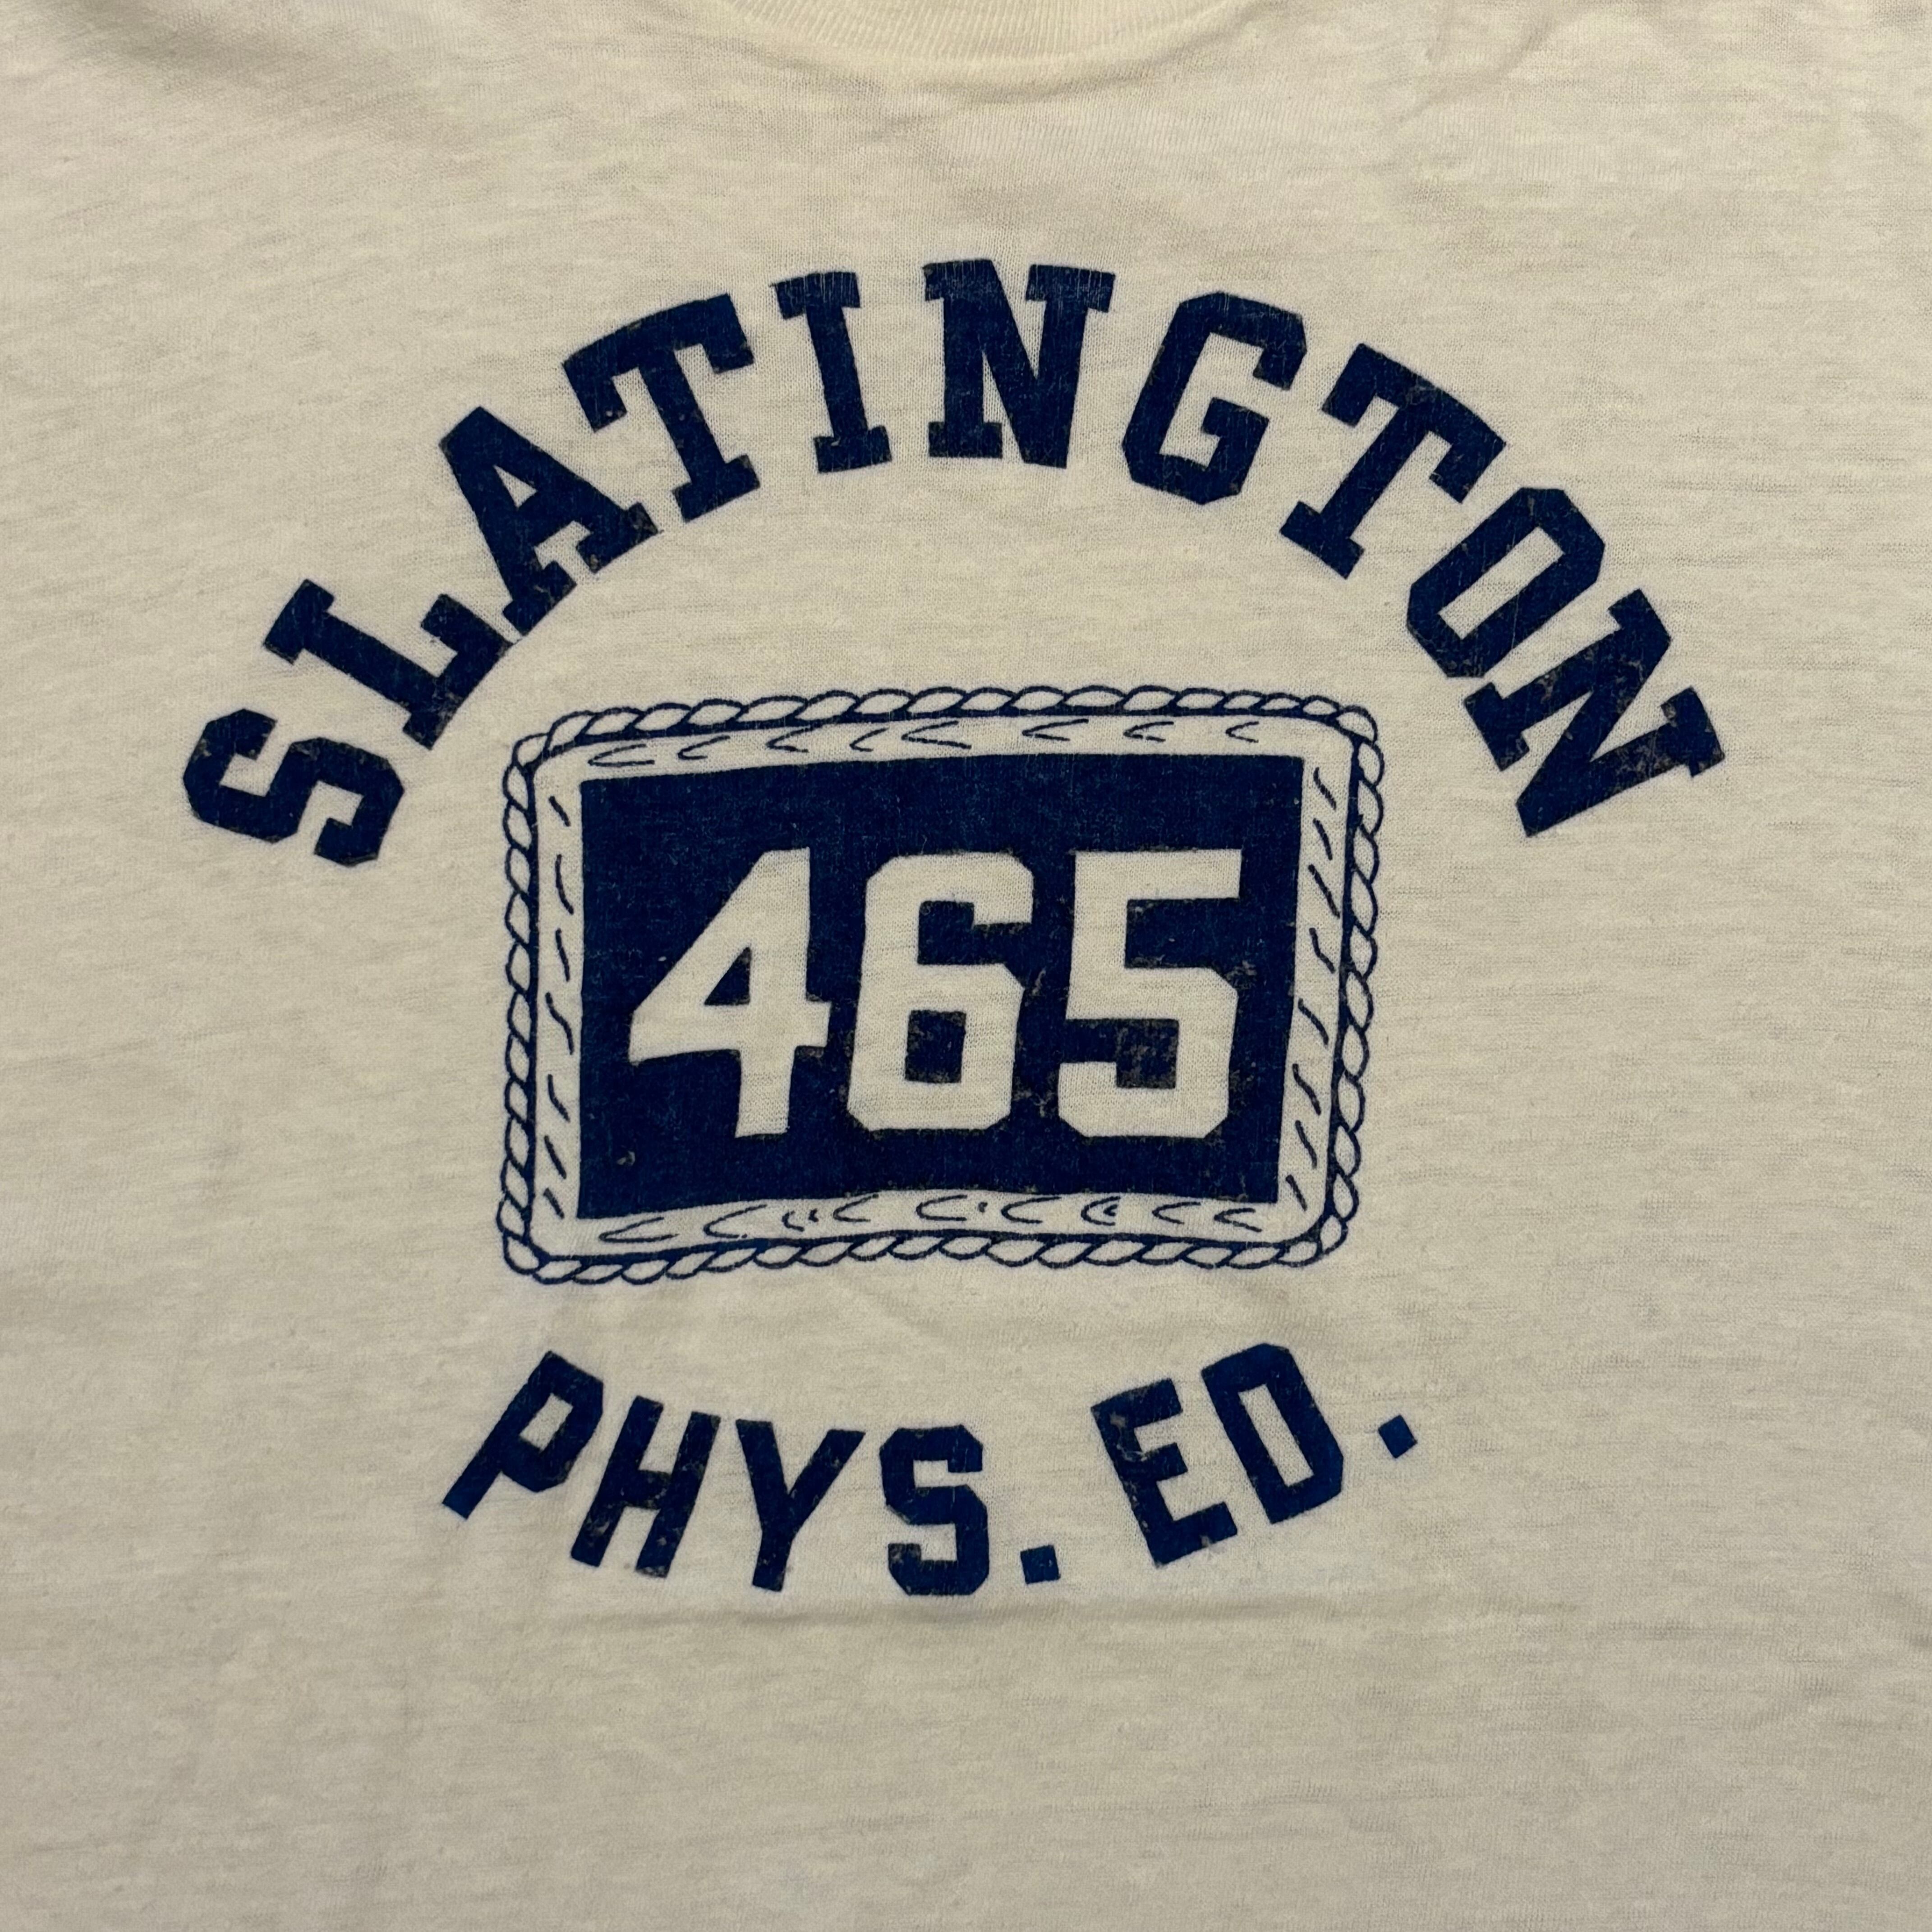 SLATINGTON
465
PHYS. ED.